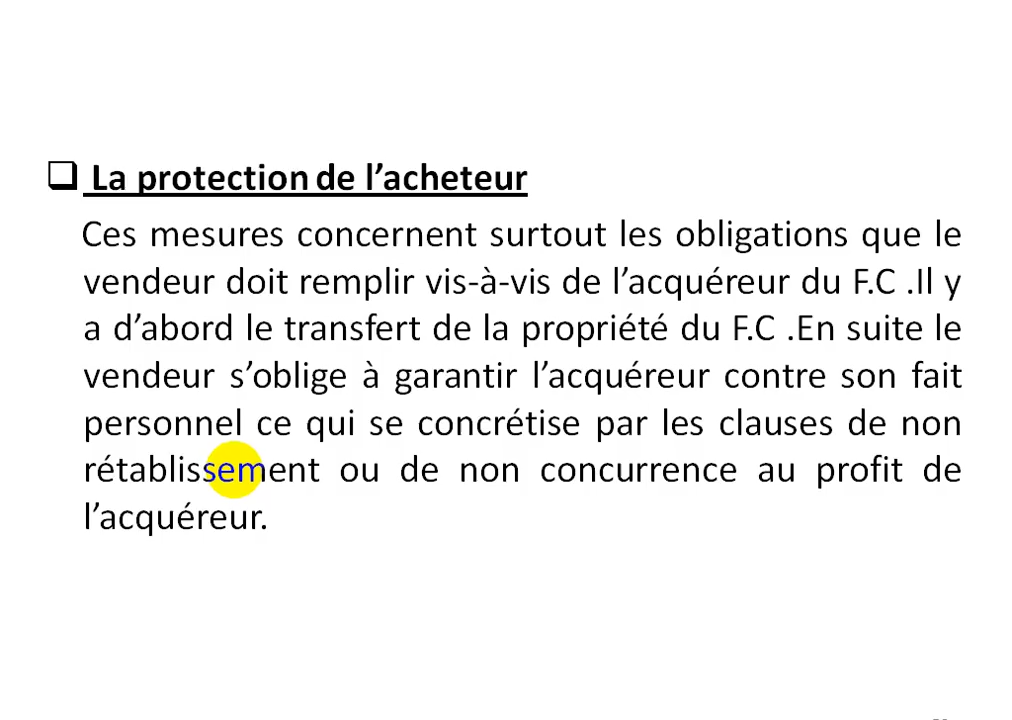 La protection de l’acheteur
Ces mesures concernent surtout les obligations que le
vendeur doit remplir vis-à-vis de l’acquéreur du F.C .Il y
a d’abord le transfert de la propriété du F.C .En suite le
vendeur s’oblige à garantir l’acquéreur contre son fait
personnel ce qui se concrétise par les clauses de non
rétablissement ou de non concurrence au profit de
l’acquéreur.